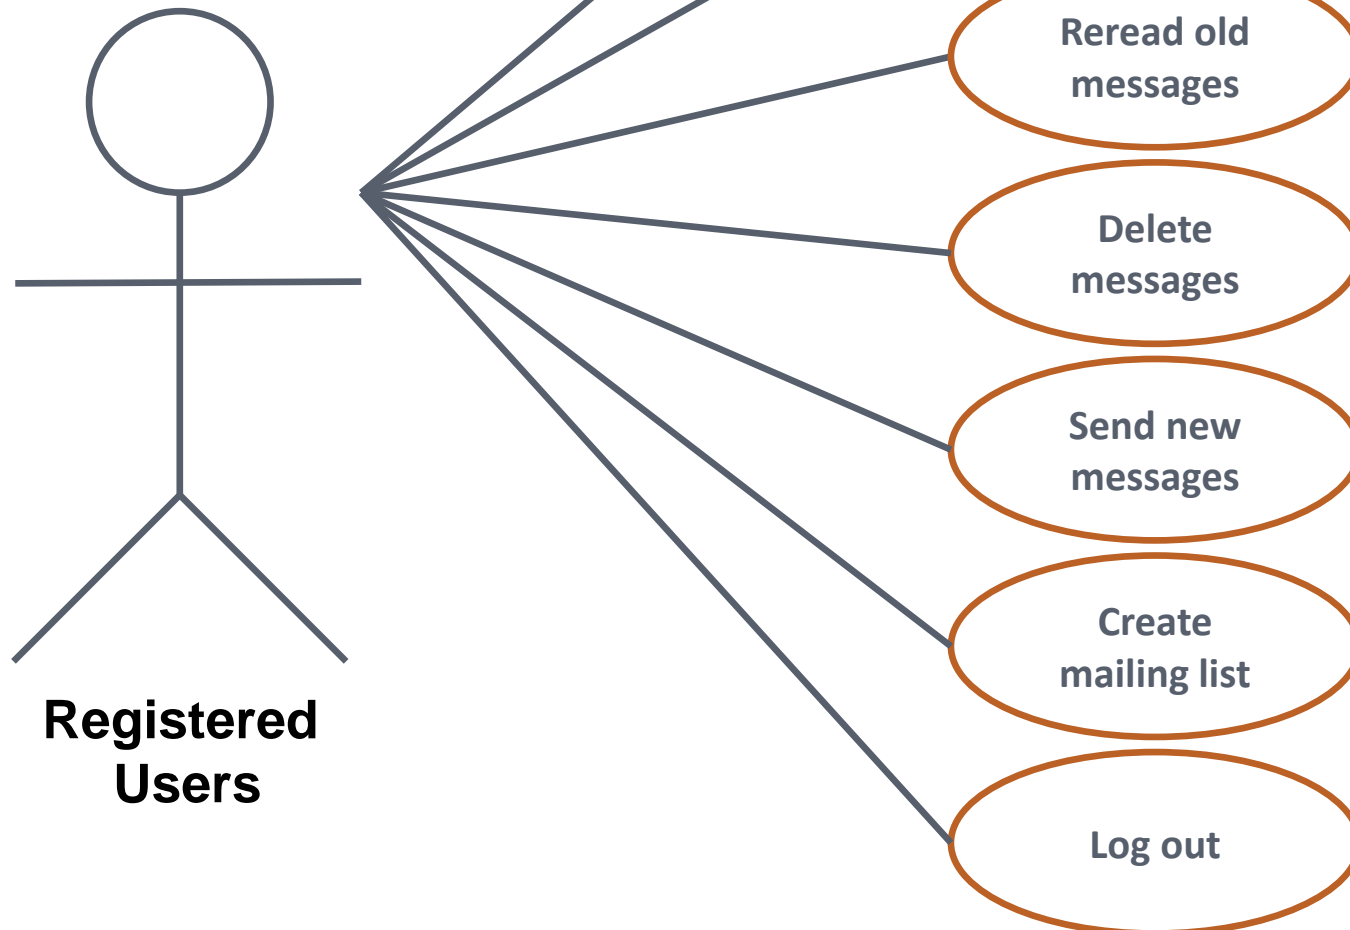 Reread old
messages
Delete
messages
Send new
messages
Create
mailing list
Log out
Registered
Users